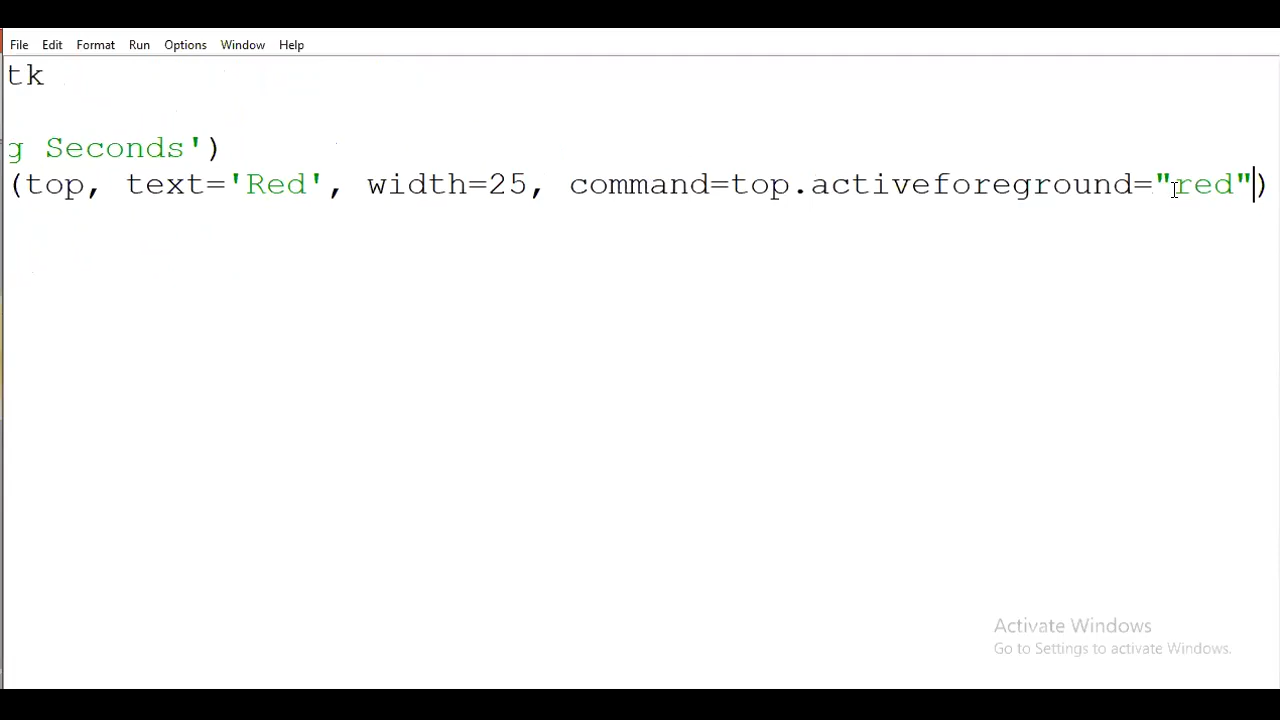 File Edit Format Run Options Window Help
tk
g Seconds')
(top, text='Red', width=25, command=top.activeforeground="red")
Activate Windows
Go to Settings to activate Windows.